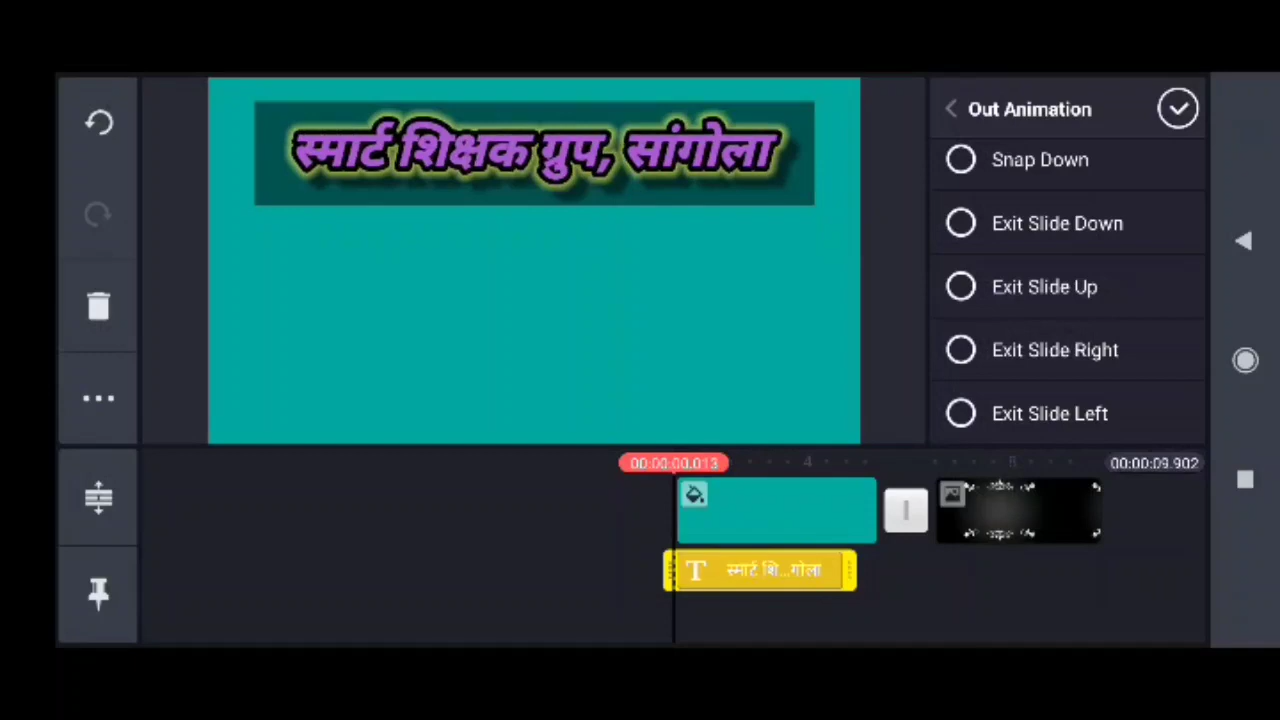 स्मार्ट शिक्षक ग्रुप, सांगोला
Out Animation
Snap Down
Exit Slide Down
Exit Slide Up
Exit Slide Right
Exit Slide Left
00:00:00.013
4
00:00:09.902
T स्मार्ट शि...गोला